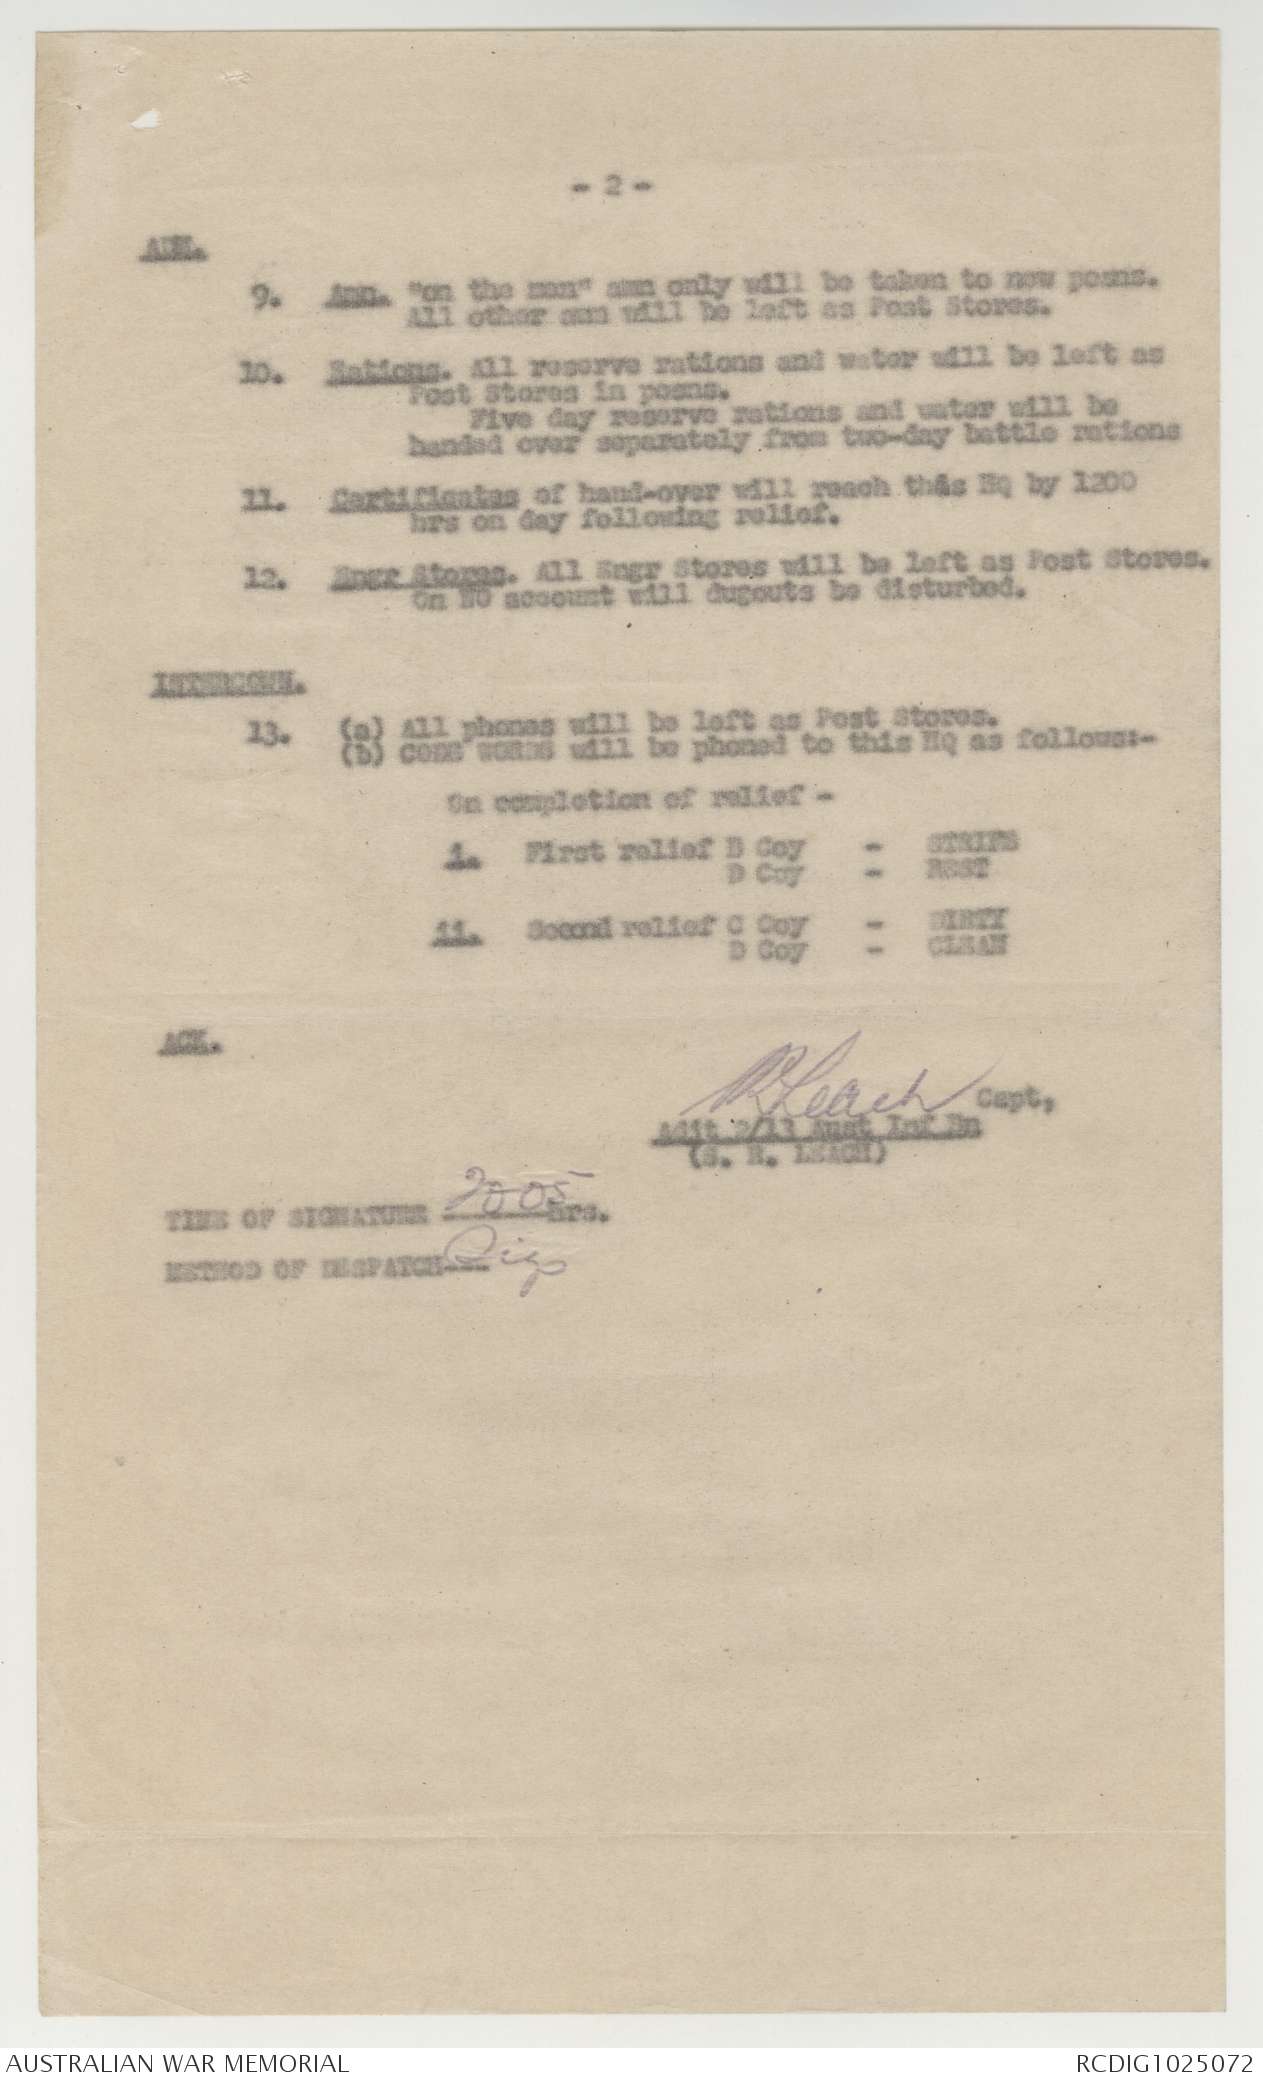 - 2 -
ADM.
9. Amn. "on the man" amn only will be taken to new posns.
All other amn will be left as Post Stores.
10. Rations. All reserve rations and water will be left as
Post Stores in posns.
Five day reserve rations and water will be
handed over separately from two-day battle rations
11. Certificates of hand-over will reach this HQ by 1200
hrs on day following relief.
12. Engr Stores. All Engr Stores will be left as Post Stores.
On NO account will dugouts be disturbed.
INTERCOMN.
13. (a) All phones will be left as Post Stores.
(b) CODE WORDS will be phoned to this HQ as follows:-
On completion of relief -
i. First relief B Coy - STRIFE
D Coy - REST
ii. Second relief C Coy - DIRTY
D Coy - CLEAN
ACK.
RLeach Capt,
Adjt 2/13 Aust Inf Bn
(S. R. LEACH)
TIME OF SIGNATURE 2005 Hrs.
METHOD OF DESPATCH Sigs
AUSTRALIAN WAR MEMORIAL
RCDIG1025072